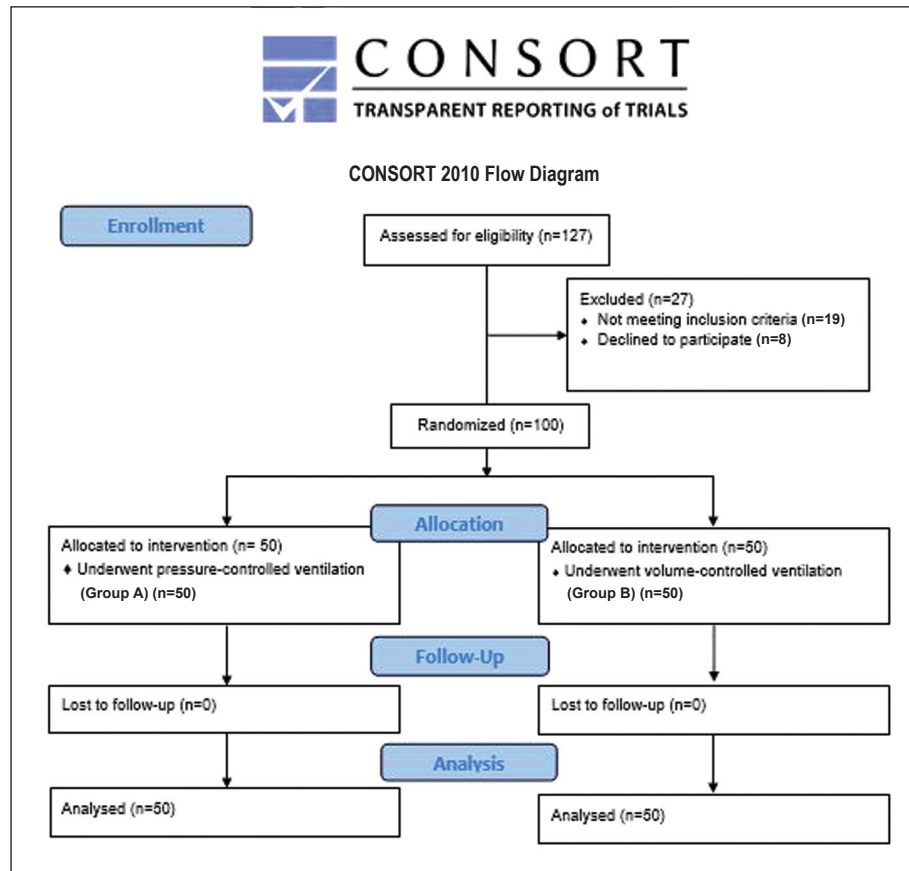 CONSORT
TRANSPARENT REPORTING of TRIALS
CONSORT 2010 Flow Diagram
Enrollment
Assessed for eligibility (n=127)
Excluded (n=27)
♦ Not meeting inclusion criteria (n=19)
♦ Declined to participate (n=8)
Randomized (n=100)
Allocation
Allocated to intervention (n= 50)
♦ Underwent pressure-controlled ventilation
(Group A) (n=50)
Allocated to intervention (n=50)
♦ Underwent volume-controlled ventilation
(Group B) (n=50)
Follow-Up
Lost to follow-up (n=0)
Lost to follow-up (n=0)
Analysis
Analysed (n=50)
Analysed (n=50)